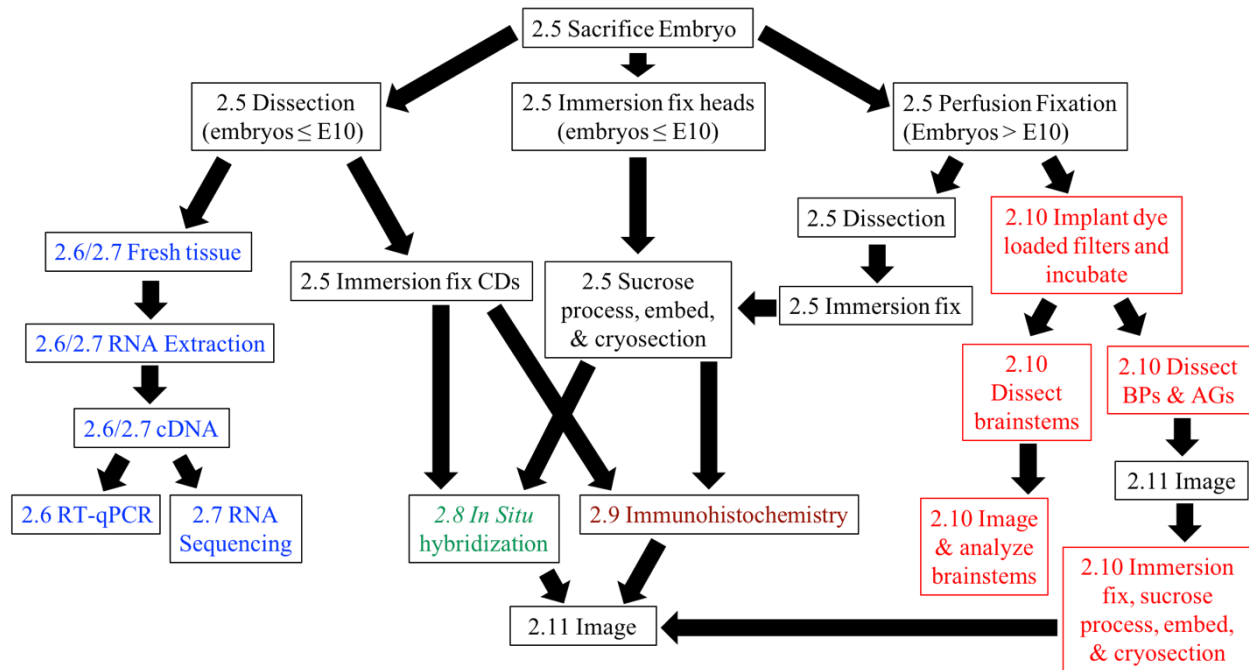 2.5 Sacrifice Embryo
2.5 Dissection
(embryos ≤ E10)
2.5 Immersion fix heads
(embryos ≤ E10)
2.5 Perfusion Fixation
(Embryos > E10)
2.5 Dissection
2.10 Implant dye
loaded filters and
incubate
2.6/2.7 Fresh tissue
2.5 Immersion fix CDs
2.5 Sucrose
process, embed,
& cryosection
2.5 Immersion fix
2.6/2.7 RNA Extraction
2.10
Dissect
brainstems
2.10 Dissect
BPs & AGs
2.6/2.7 cDNA
2.11 Image
2.6 RT-qPCR
2.7 RNA
Sequencing
2.8 In Situ
hybridization
2.9 Immunohistochemistry
2.10 Image
& analyze
brainstems
2.10 Immersion
fix, sucrose
process, embed,
& cryosection
2.11 Image